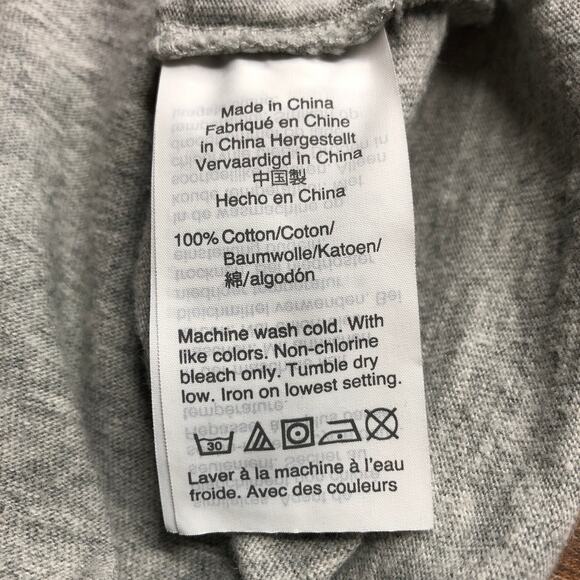 Made in China
Fabriqué en Chine
in China Hergestellt
Vervaardigd in China
中国製
Hecho en China
100% Cotton/Coton/
Baumwolle/Katoen/
綿/algodón
Machine wash cold. With
like colors. Non-chlorine
bleach only. Tumble dry
low. Iron on lowest setting.
30
Laver à la machine à l'eau
froide. Avec des couleurs